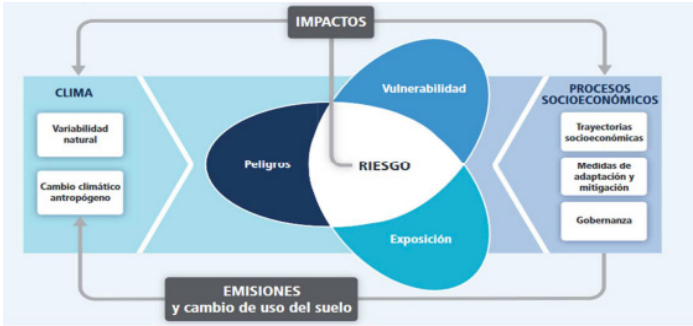 IMPACTOS
CLIMA
Variabilidad
natural
Cambio climático
antropógeno
Peligros
Vulnerabilidad
RIESGO
Exposición
PROCESOS
SOCIOECONÓMICOS
Trayectorias
socioeconómicas
Medidas de
adaptación y
mitigación
Gobernanza
EMISIONES
y cambio de uso del suelo